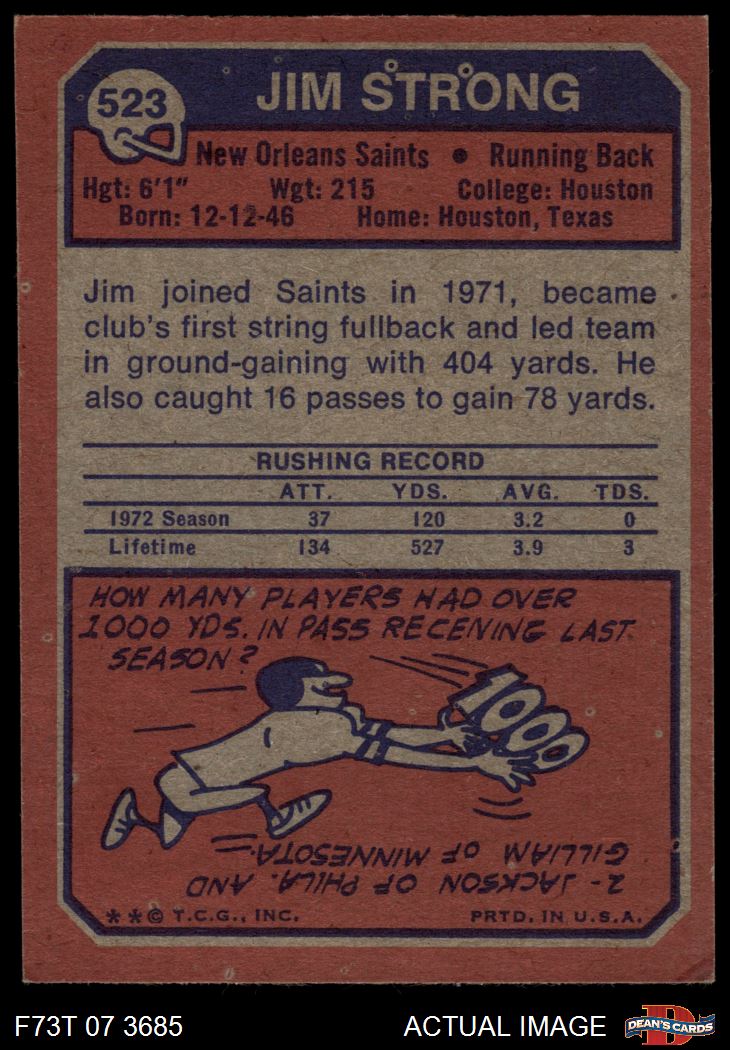 523
JIM STRONG
New Orleans Saints • Running Back
Hgt: 6'1" Wgt: 215 College: Houston
Born: 12-12-46 Home: Houston, Texas
Jim joined Saints in 1971, became
club's first string fullback and led team
in ground-gaining with 404 yards. He
also caught 16 passes to gain 78 yards.
RUSHING RECORD
ATT. YDS. AVG. TDS.
1972 Season 37 120 3.2 0
Lifetime 134 527 3.9 3
HOW MANY PLAYERS HAD OVER
1000 YDS. IN PASS RECEIVING LAST
SEASON?
1000
2 - JACKSON OF PHILA. AND
GILLIAM OF MINNESOTA.
**© T.C.G., INC. PRTD. IN U.S.A.
F73T 07 3685 ACTUAL IMAGE D DEAN'S CARDS